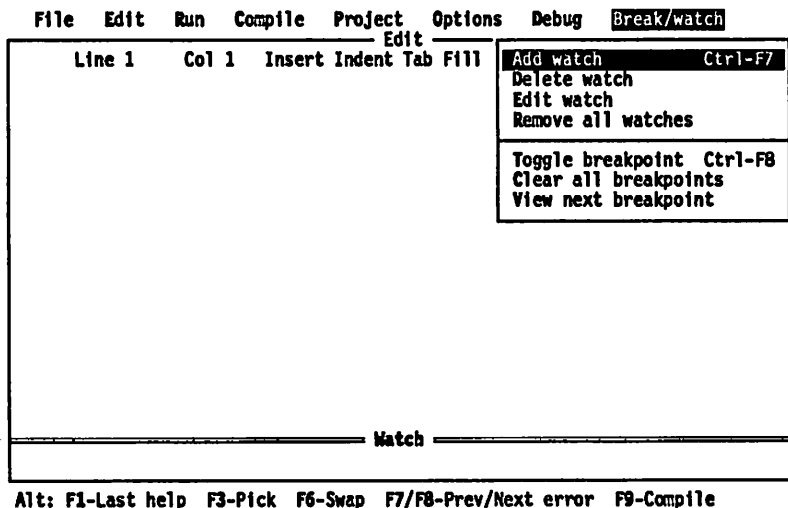 File Edit Run Compile Project Options Debug Break/watch
Edit
Line 1 Col 1 Insert Indent Tab Fill
Add watch Ctrl-F7
Delete watch
Edit watch
Remove all watches
Toggle breakpoint Ctrl-F8
Clear all breakpoints
View next breakpoint
Watch
Alt: F1-Last help F3-Pick F6-Swap F7/F8-Prev/Next error F9-Compile